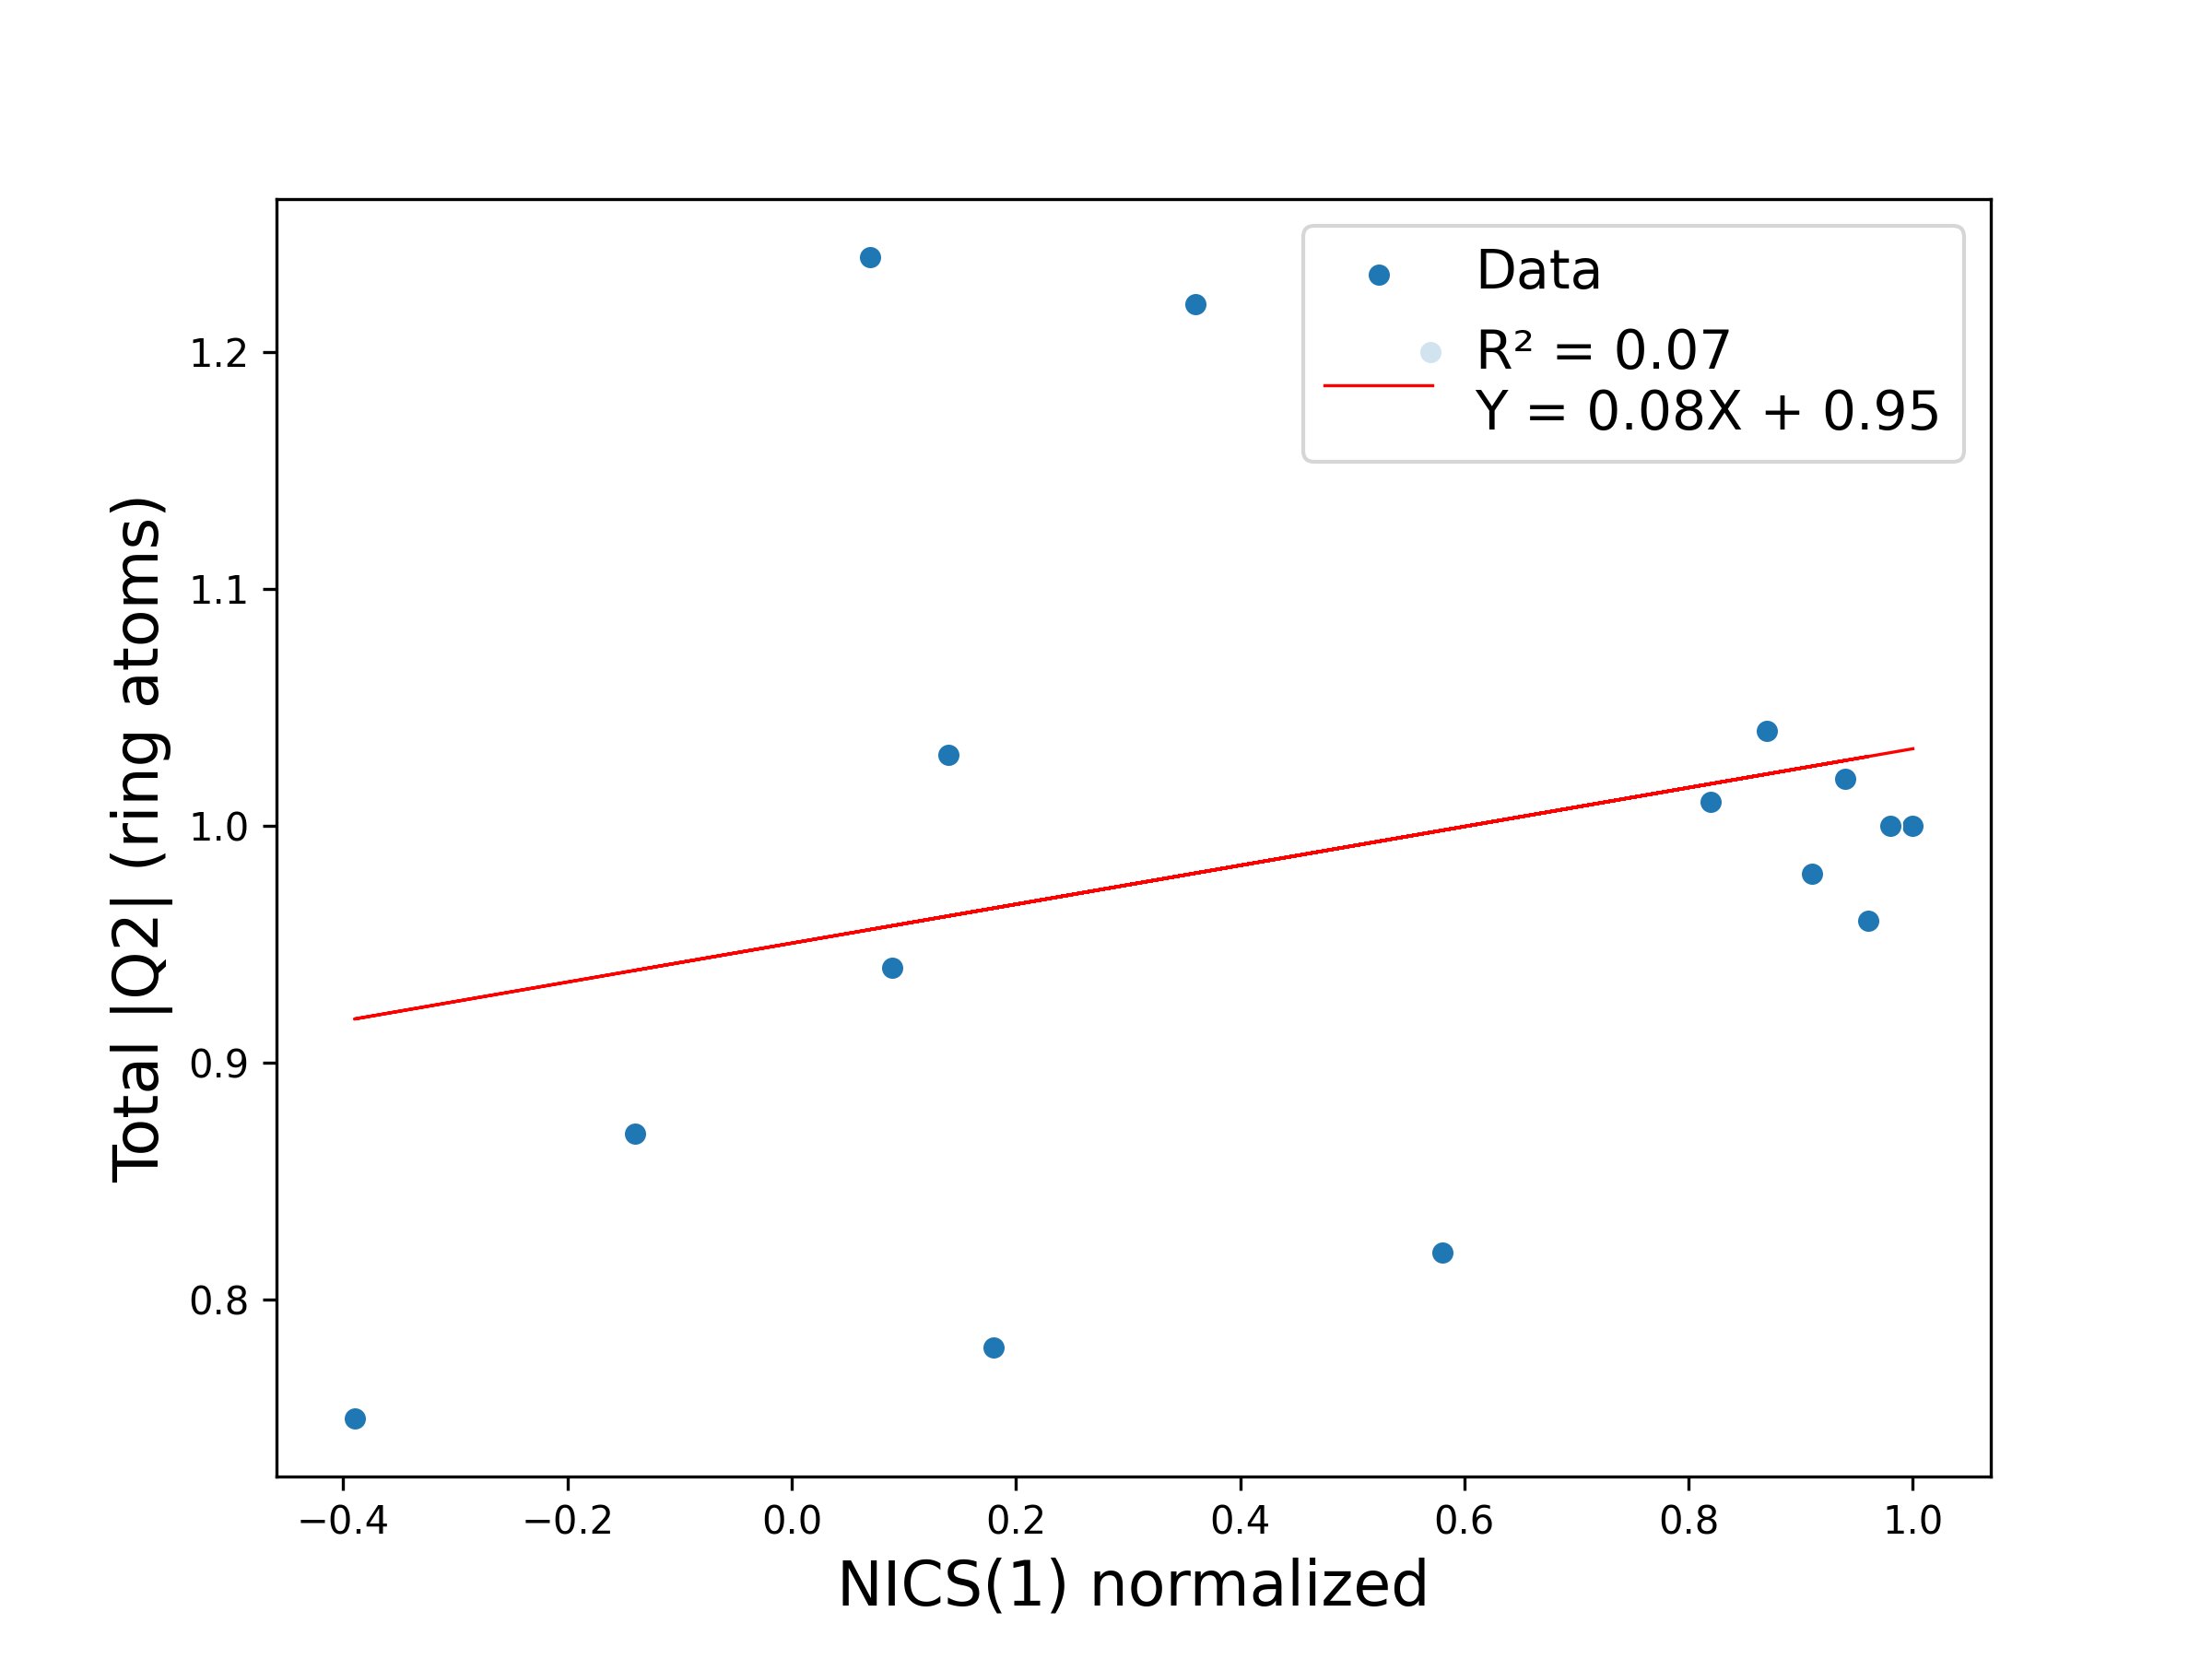 Data
R² = 0.07
Y = 0.08X + 0.95
Total |Q2| (ring atoms)
1.2
1.1
1.0
0.9
0.8
−0.4
−0.2
0.0
0.2
0.4
0.6
0.8
1.0
NICS(1) normalized